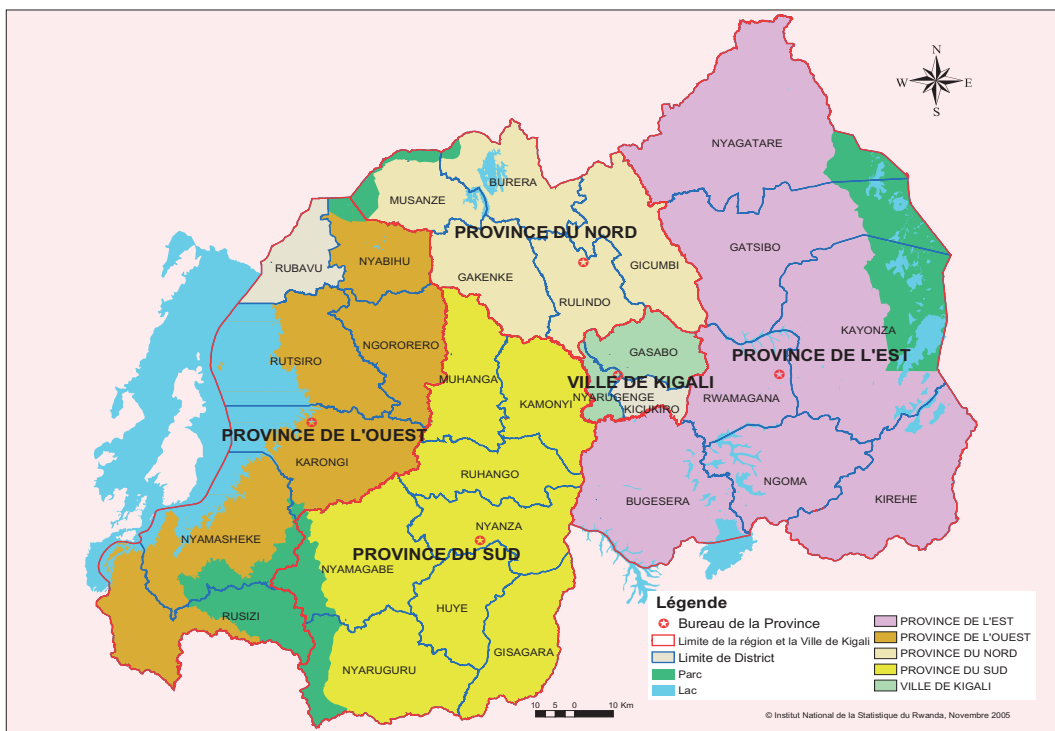 N
W E
S
NYAGATARE
BURERA
MUSANZE
PROVINCE DU NORD
GATSIBO
NYABIHU
GICUMBI
RUBAVU
GAKENKE
RULINDO
KAYONZA
NGORORERO
GASABO
RUTSIRO
PROVINCE DE L'EST
MUHANGA
VILLE DE KIGALI
NYARUGENGE
RWAMAGANA
KAMONYI
KICUKIRO
PROVINCE DE L'OUEST
KARONGI
RUHANGO
NGOMA
BUGESERA
KIREHE
NYANZA
NYAMASHEKE
PROVINCE DU SUD
NYAMAGABE
HUYE
RUSIZI
GISAGARA
NYARUGURU
Légende
Bureau de la Province
Limite de la région et la Ville de Kigali
Limite de District
Parc
Lac
PROVINCE DE L'EST
PROVINCE DE L'OUEST
PROVINCE DU NORD
PROVINCE DU SUD
VILLE DE KIGALI
10 5 0 10 Km
© Institut National de la Statistique du Rwanda, Novembre 2005